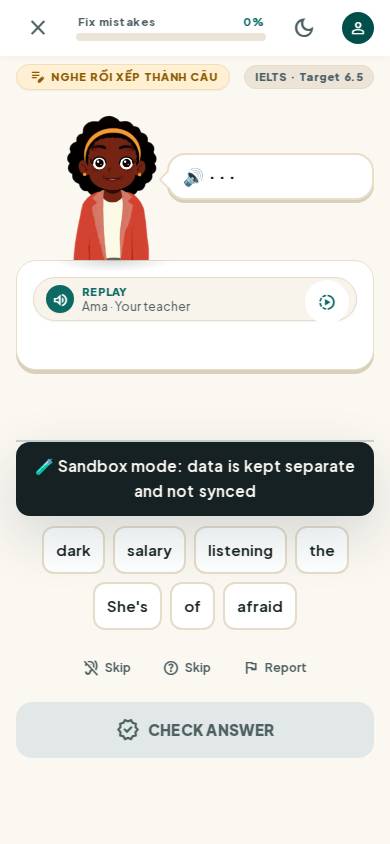 Fix mistakes 0%
NGHE RỒI XẾP THÀNH CÂU
IELTS · Target 6.5
🔊 · · ·
REPLAY
Ama · Your teacher
🧪 Sandbox mode: data is kept separate
and not synced
dark salary listening the
She's of afraid
Skip Skip Report
CHECK ANSWER